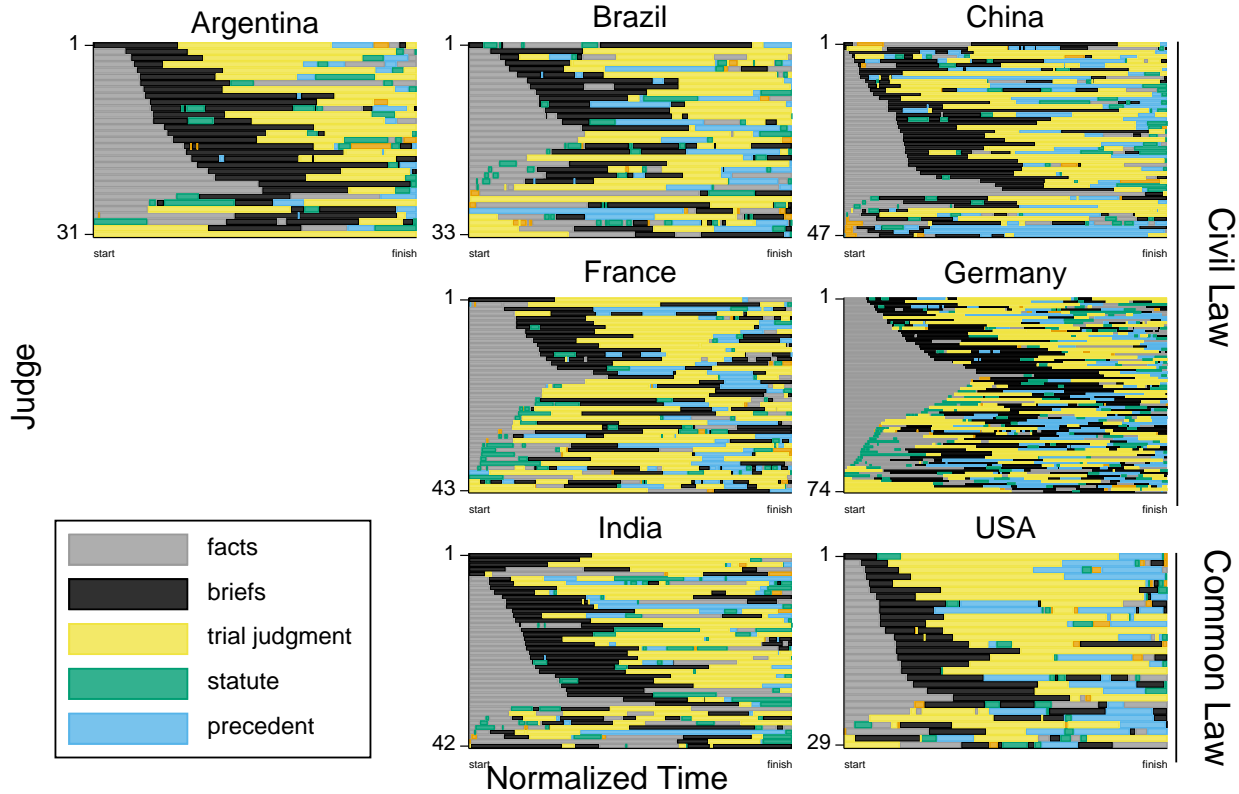 Argentina
Brazil
China
1
31
start
finish
1
33
start
finish
1
47
start
finish
France
Germany
1
43
start
finish
1
74
start
finish
India
USA
1
42
start
finish
1
29
start
finish
Judge
Civil Law
Common Law
facts
briefs
trial judgment
statute
precedent
Normalized Time